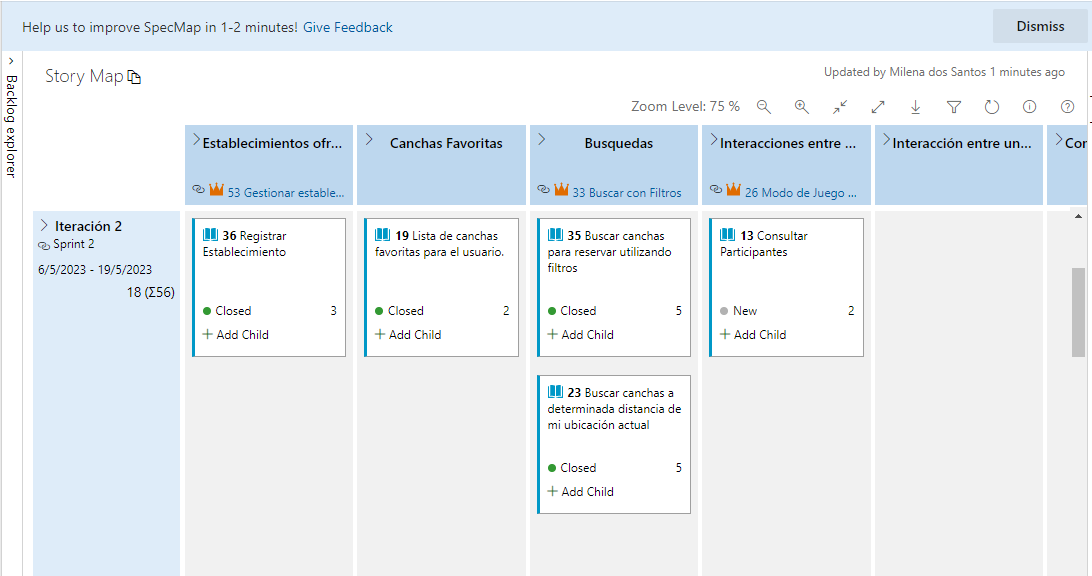 Help us to improve SpecMap in 1-2 minutes! Give Feedback
Dismiss
Backlog explorer
Story Map
Updated by Milena dos Santos 1 minutes ago
Zoom Level: 75 %
Establecimientos ofr...
53 Gestionar estable...
Canchas Favoritas
Busquedas
33 Buscar con Filtros
Interacciones entre ...
26 Modo de Juego ...
Interacción entre un...
Cor
Iteración 2
Sprint 2
6/5/2023 - 19/5/2023
18 (Σ56)
36 Registrar
Establecimiento
Closed 3
+ Add Child
19 Lista de canchas
favoritas para el usuario.
Closed 2
+ Add Child
35 Buscar canchas
para reservar utilizando
filtros
Closed 5
+ Add Child
23 Buscar canchas a
determinada distancia de
mi ubicación actual
Closed 5
+ Add Child
13 Consultar
Participantes
New 2
+ Add Child